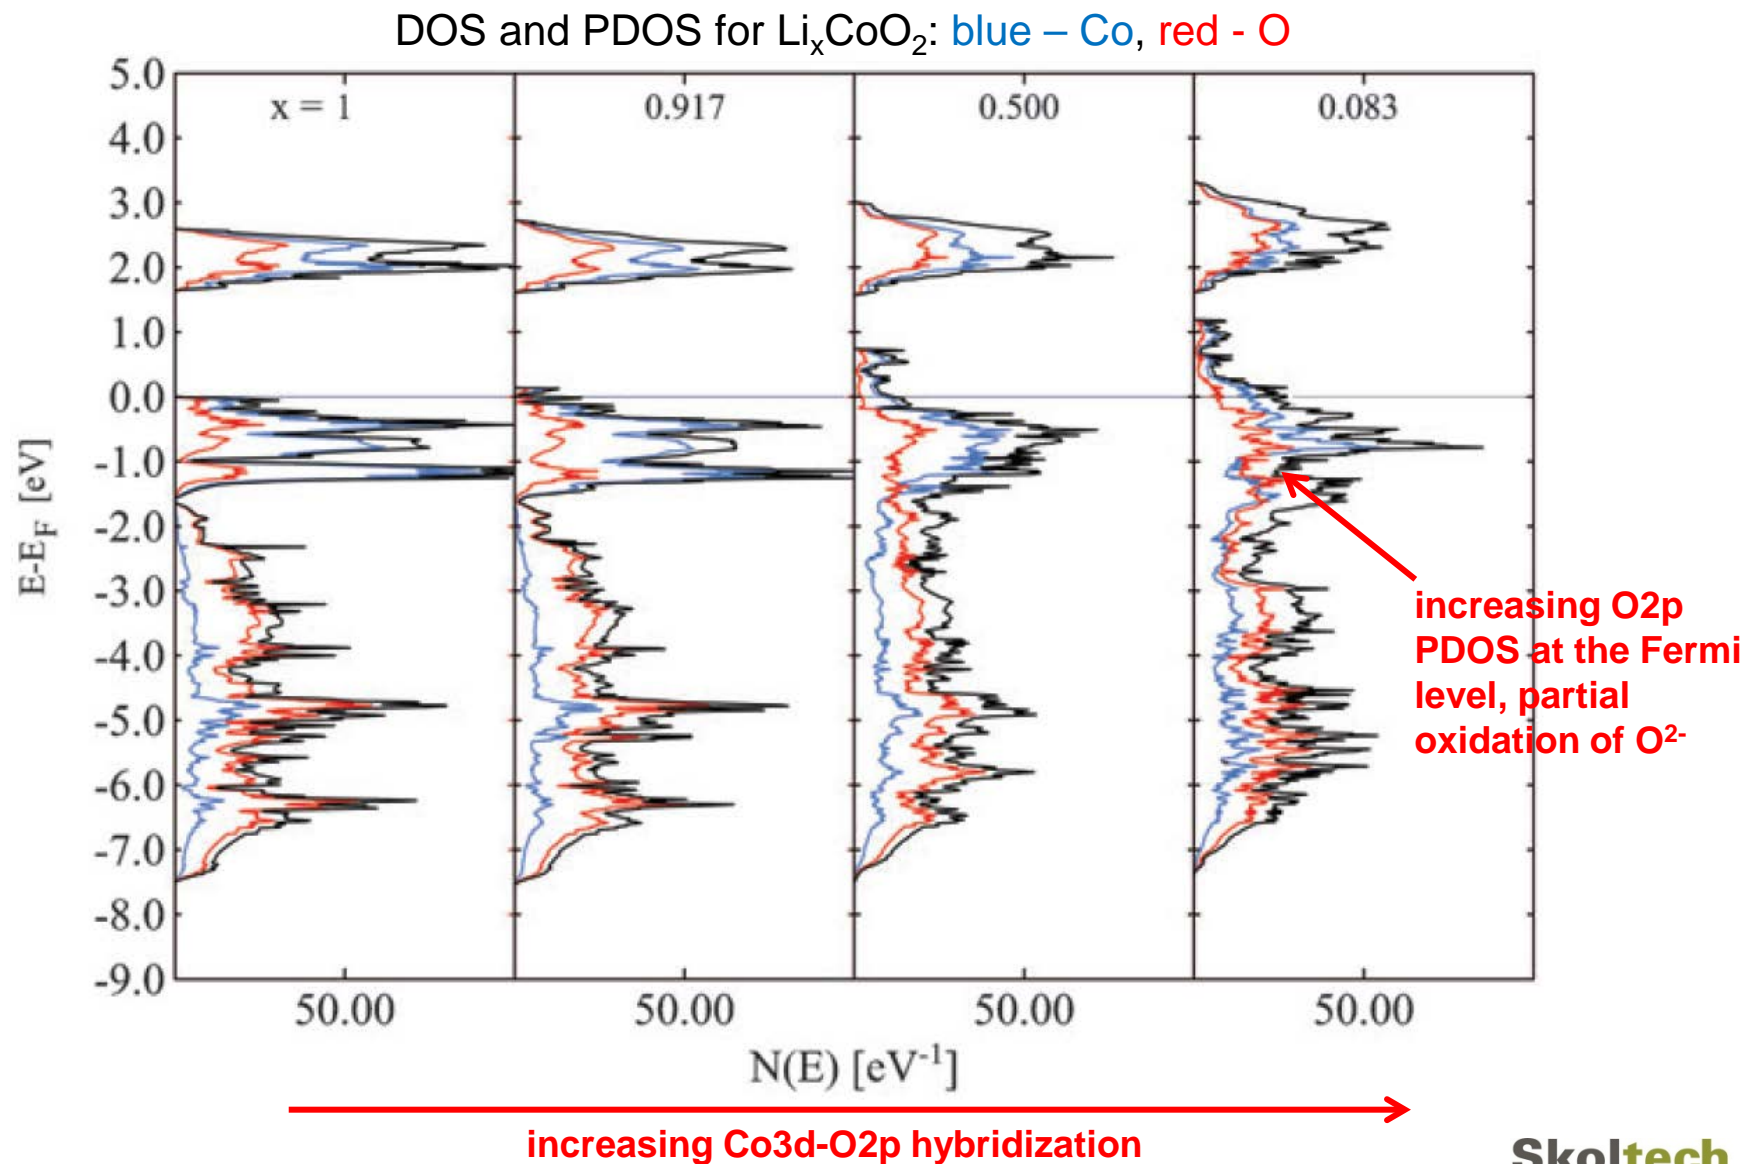 DOS and PDOS for LiₓCoO₂: blue – Co, red - O
x = 1
0.917
0.500
0.083
5.0
4.0
3.0
2.0
1.0
0.0
-1.0
-2.0
-3.0
-4.0
-5.0
-6.0
-7.0
-8.0
-9.0
E-E_F [eV]
increasing O2p
PDOS at the Fermi
level, partial
oxidation of O²⁻
50.00 50.00 50.00 50.00
N(E) [eV⁻¹]
increasing Co3d-O2p hybridization
Skoltech